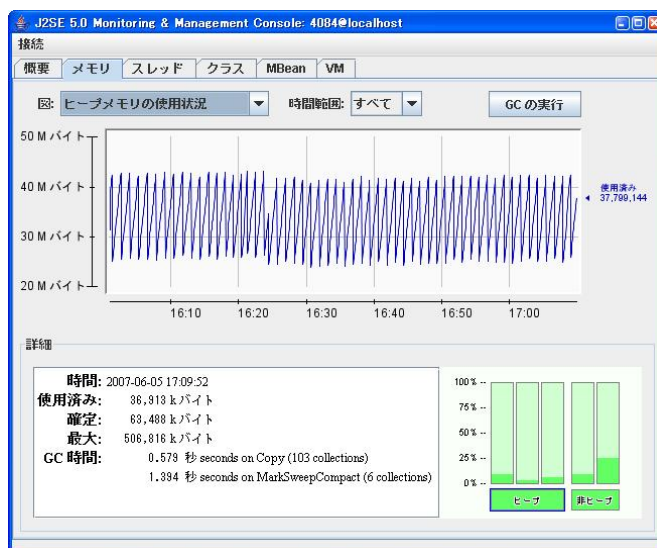 J2SE 5.0 Monitoring & Management Console: 4084@localhost
接続
概要 メモリ スレッド クラス MBean VM
図: ヒープメモリの使用状況 時間範囲: すべて GC の実行
50 M バイト
40 M バイト
30 M バイト
20 M バイト
使用済み
37,799,144
16:10 16:20 16:30 16:40 16:50 17:00
詳細
時間: 2007-06-05 17:09:52
使用済み: 36,913 k バイト
確定: 63,488 k バイト
最大: 506,816 k バイト
GC 時間: 0.579 秒 seconds on Copy (103 collections)
1.394 秒 seconds on MarkSweepCompact (6 collections)
100% --
75% --
50% --
25% --
0% --
ヒープ 非ヒープ